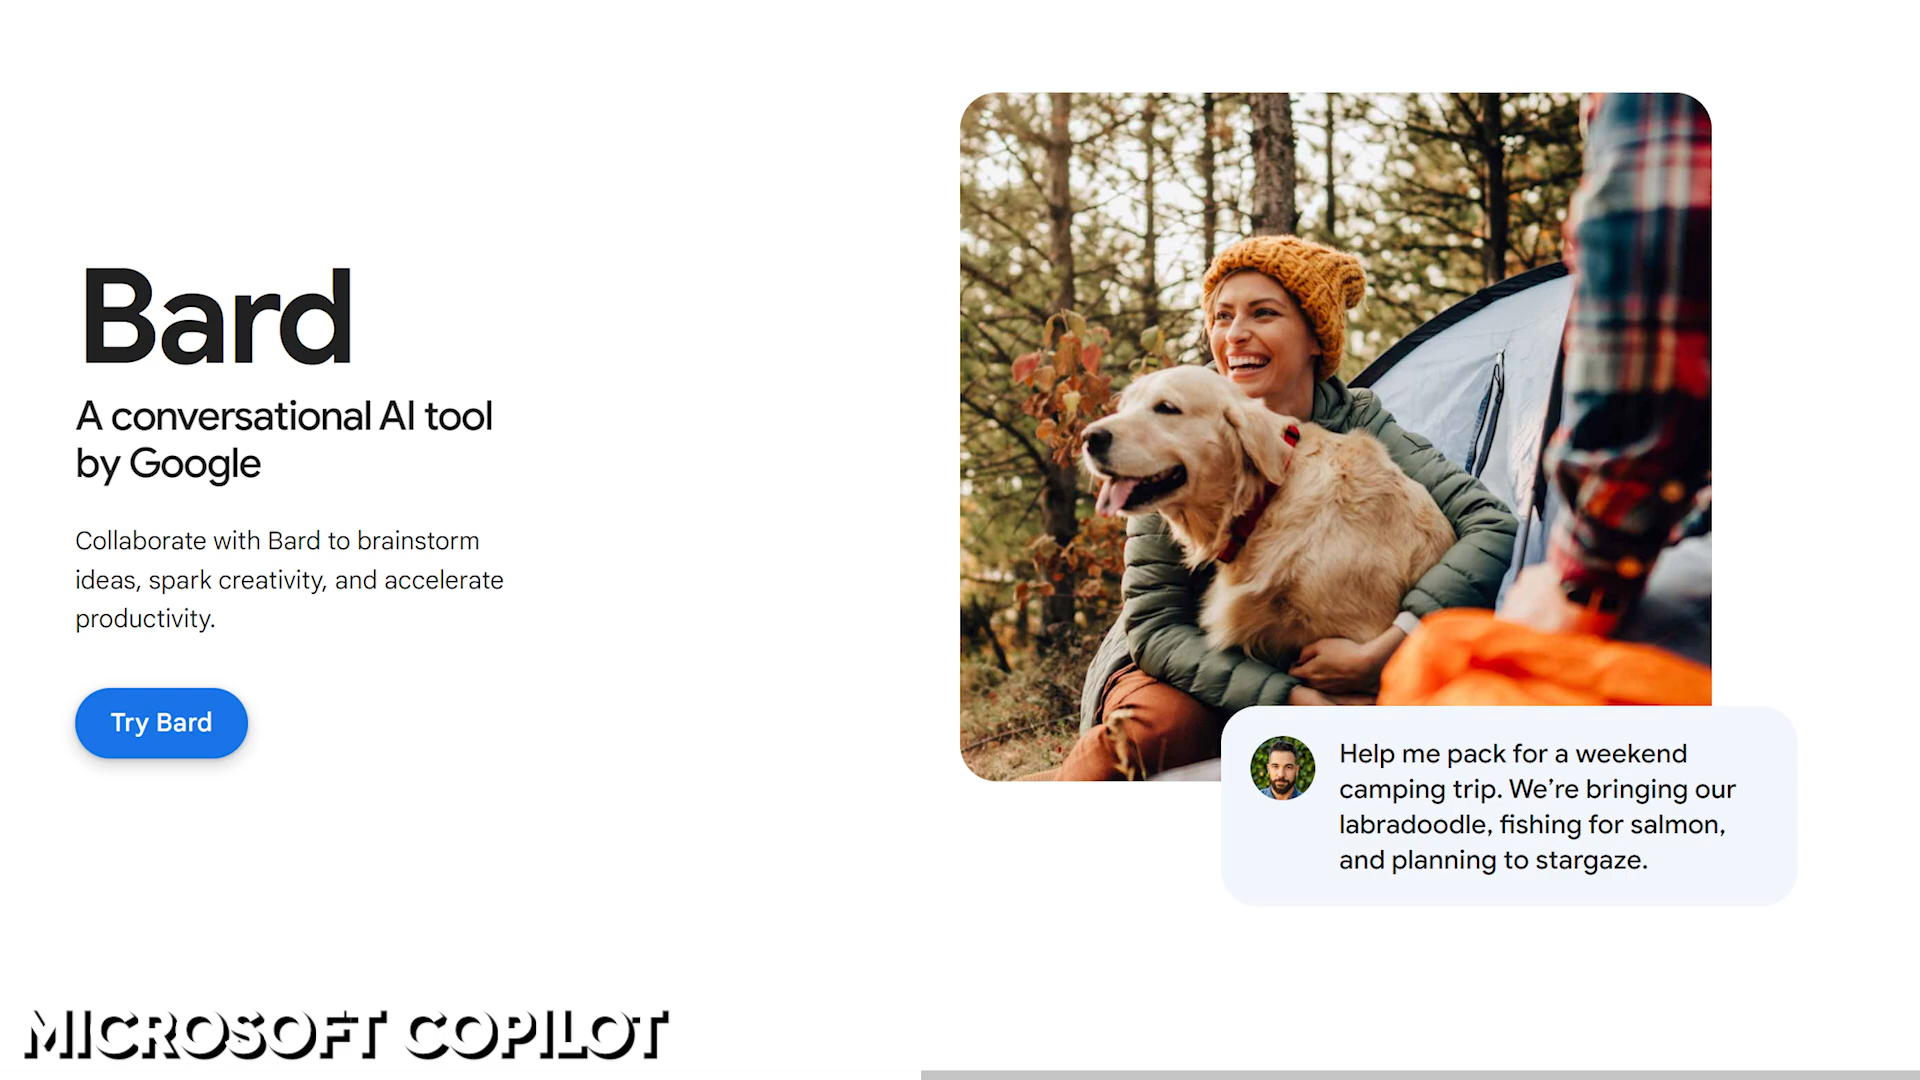 Bard
A conversational AI tool
by Google
Collaborate with Bard to brainstorm
ideas, spark creativity, and accelerate
productivity.
Try Bard
Help me pack for a weekend
camping trip. We’re bringing our
labradoodle, fishing for salmon,
and planning to stargaze.
MICROSOFT COPILOT